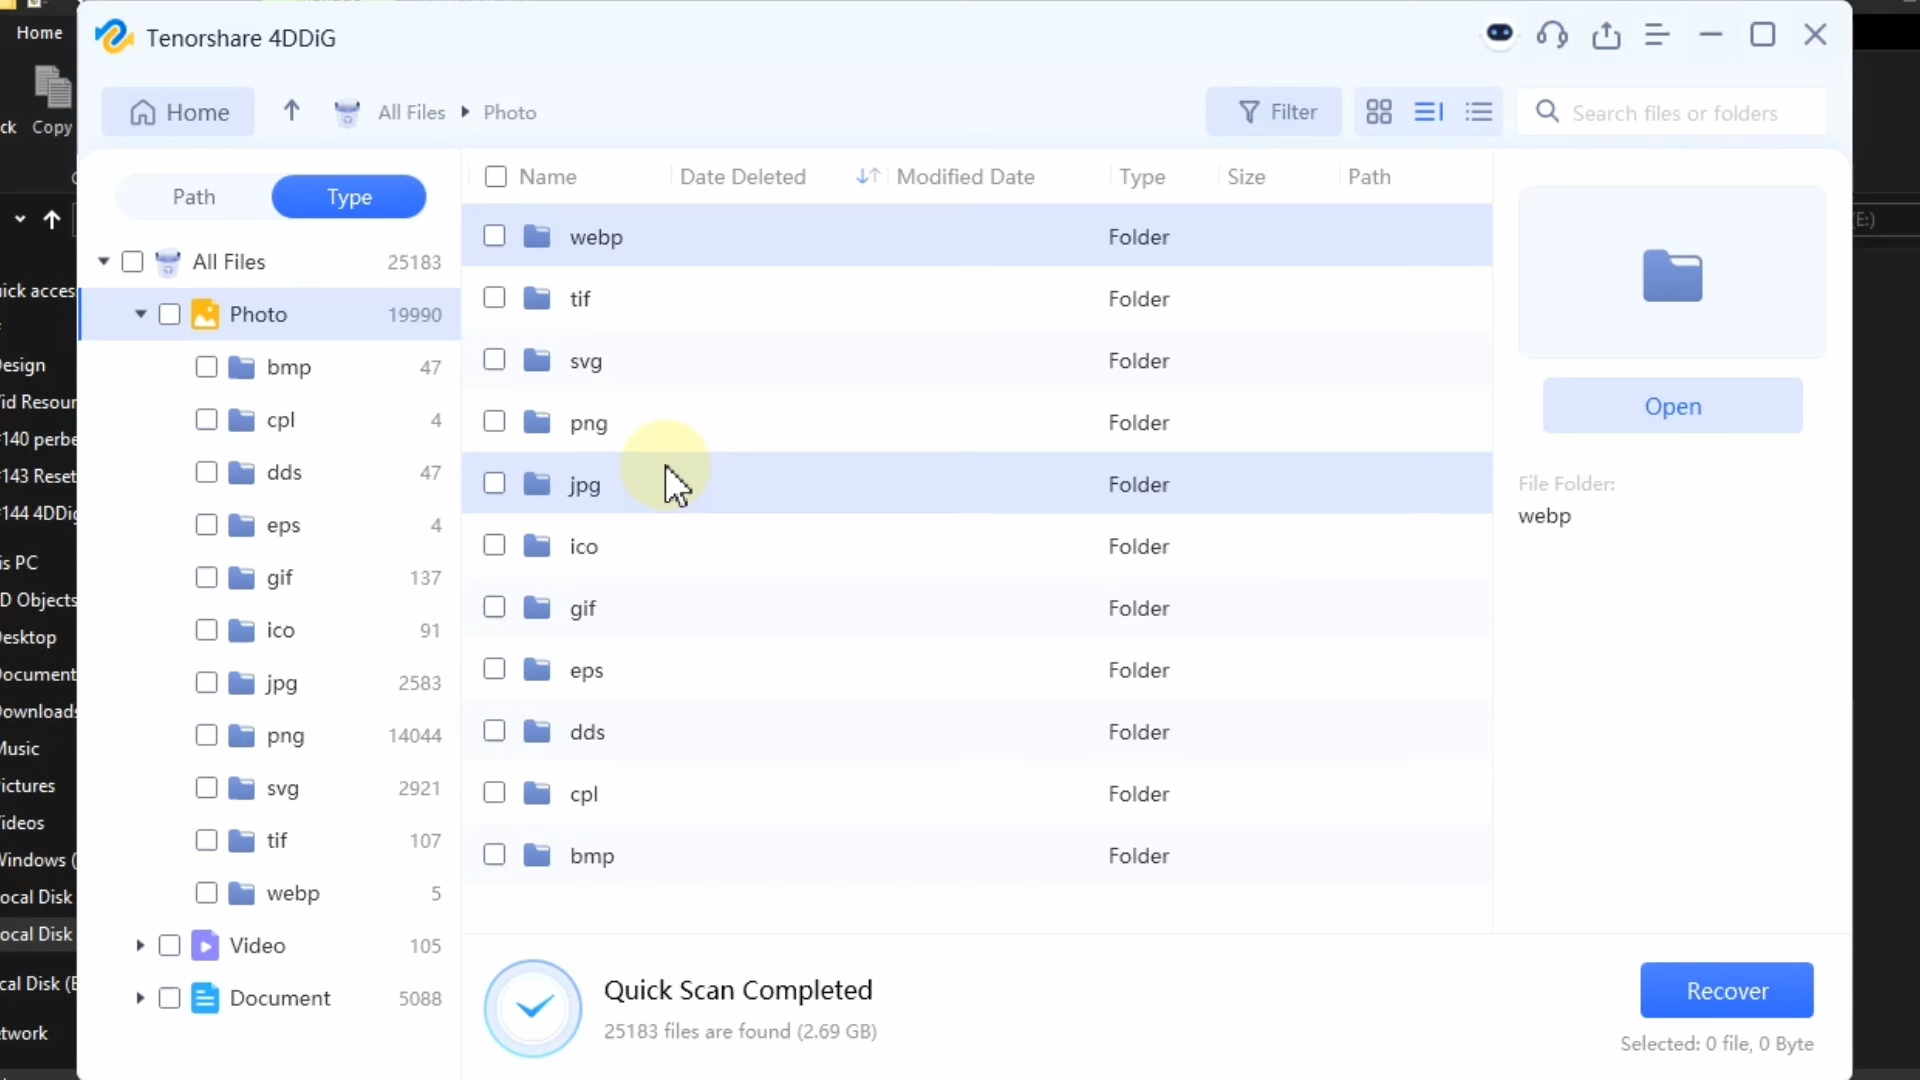 Home
Copy
Tenorshare 4DDiG
Home
All Files
Photo
Filter
Search files or folders
Path
Type
All Files 25183
Photo 19990
bmp 47
cpl 4
dds 47
eps 4
gif 137
ico 91
jpg 2583
png 14044
svg 2921
tif 107
webp 5
Video 105
Document 5088
Name Date Deleted Modified Date Type Size Path
webp Folder
tif Folder
svg Folder
png Folder
jpg Folder
ico Folder
gif Folder
eps Folder
dds Folder
cpl Folder
bmp Folder
Open
File Folder:
webp
Quick Scan Completed
25183 files are found (2.69 GB)
Recover
Selected: 0 file, 0 Byte
(E:)